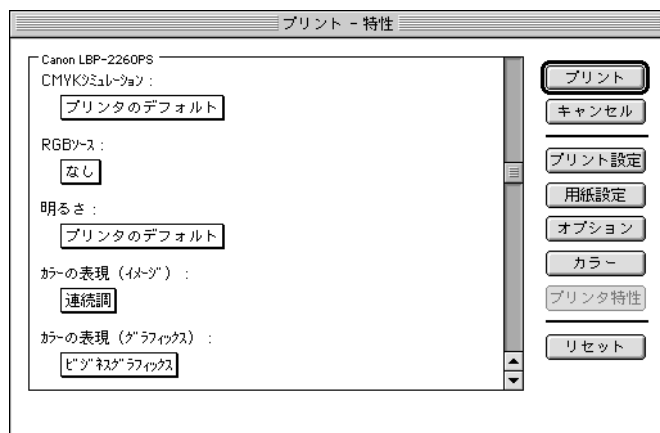 プリント - 特性
Canon LBP-2260PS
CMYKシミュレーション :
プリンタのデフォルト
RGBソース :
なし
明るさ :
プリンタのデフォルト
カラーの表現 (イメージ) :
連続調
カラーの表現 (グラフィックス) :
ビジネスグラフィックス
プリント
キャンセル
プリント設定
用紙設定
オプション
カラー
プリンタ特性
リセット